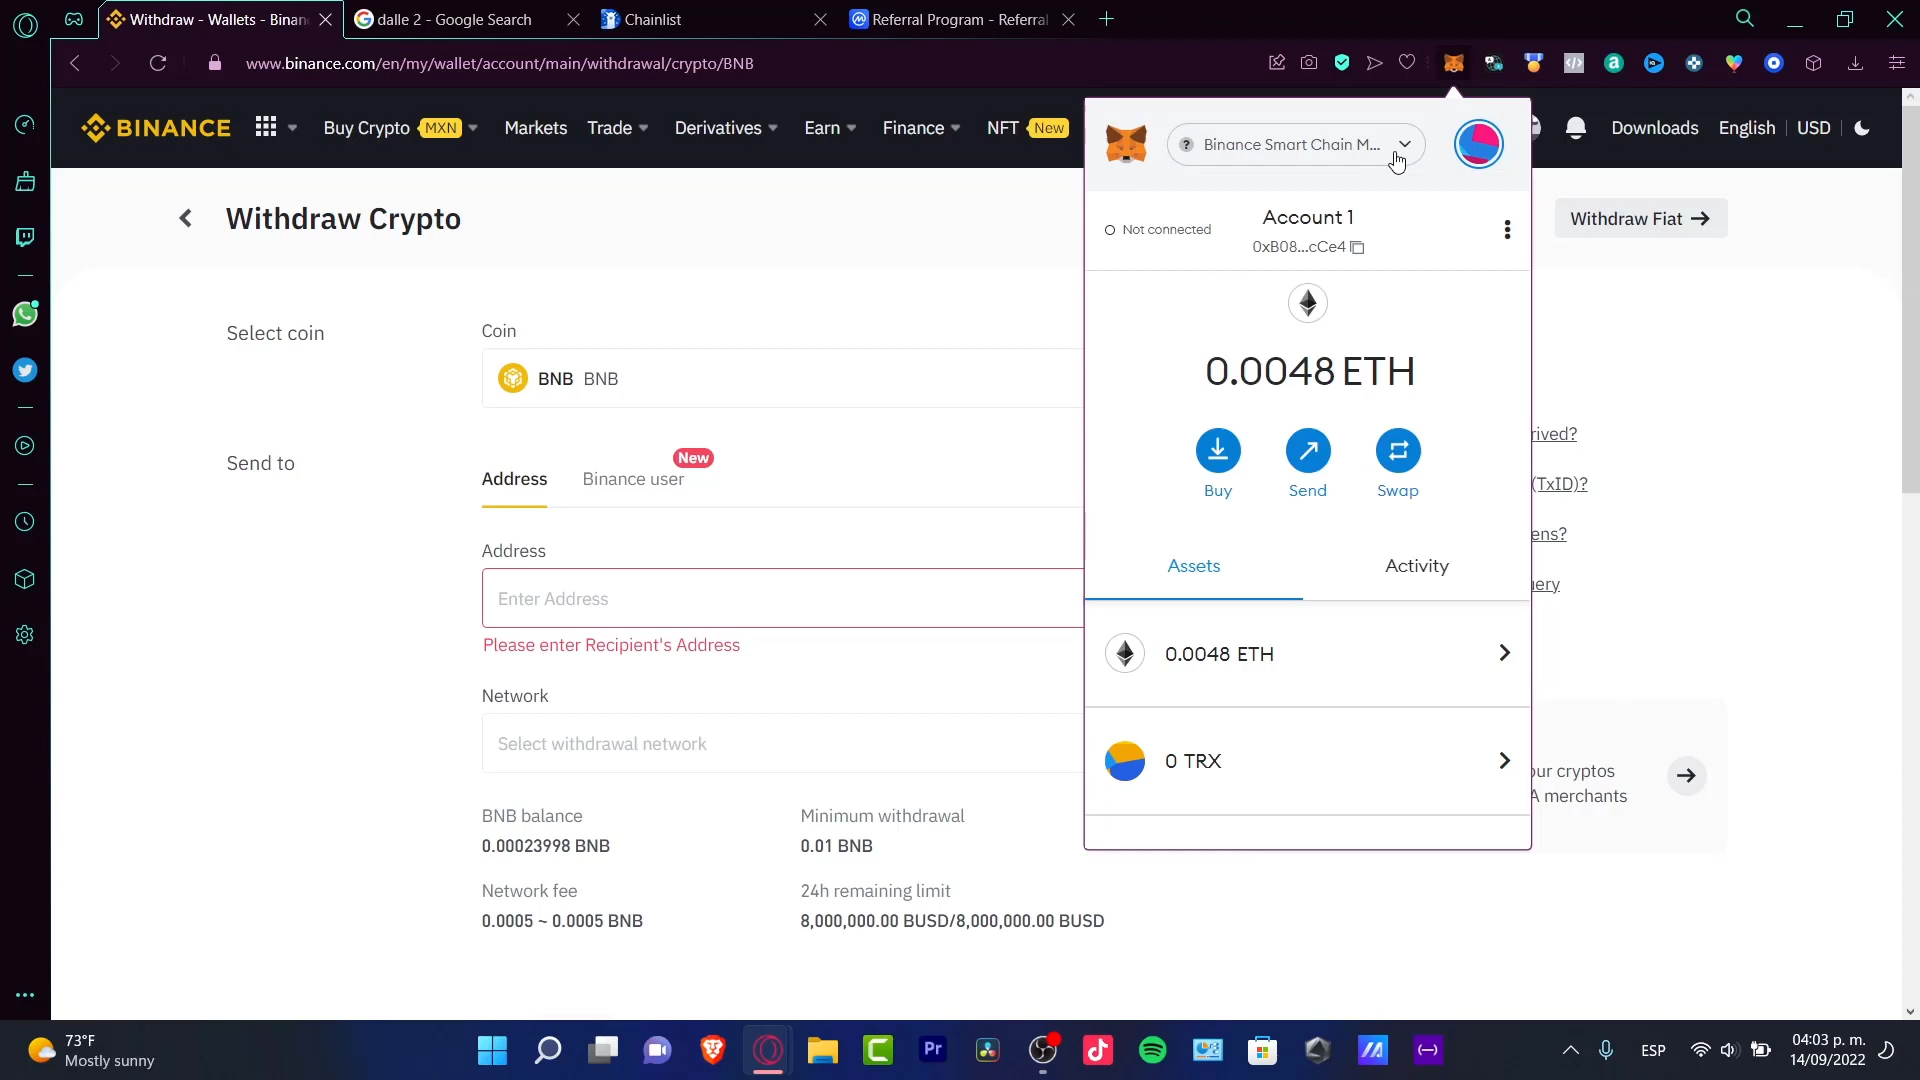 Withdraw - Wallets - Binan
dalle 2 - Google Search
Chainlist
Referral Program - Referral
www.binance.com/en/my/wallet/account/main/withdrawal/crypto/BNB
BINANCE
Buy Crypto MXN
Markets
Trade
Derivatives
Earn
Finance
NFT New
Downloads
English
USD
Withdraw Crypto
Withdraw Fiat
Select coin
Coin
BNB BNB
Send to
Address
Binance user
New
Address
Enter Address
Please enter Recipient's Address
Network
Select withdrawal network
BNB balance
0.00023998 BNB
Minimum withdrawal
0.01 BNB
Network fee
0.0005 ~ 0.0005 BNB
24h remaining limit
8,000,000.00 BUSD/8,000,000.00 BUSD
Binance Smart Chain M...
Not connected
Account 1
0xB08...cCe4
0.0048 ETH
Buy
Send
Swap
Assets
Activity
0.0048 ETH
0 TRX
rived?
(TxID)?
ens?
ery
our cryptos
A merchants
73°F
Mostly sunny
Pr
ESP
04:03 p. m.
14/09/2022